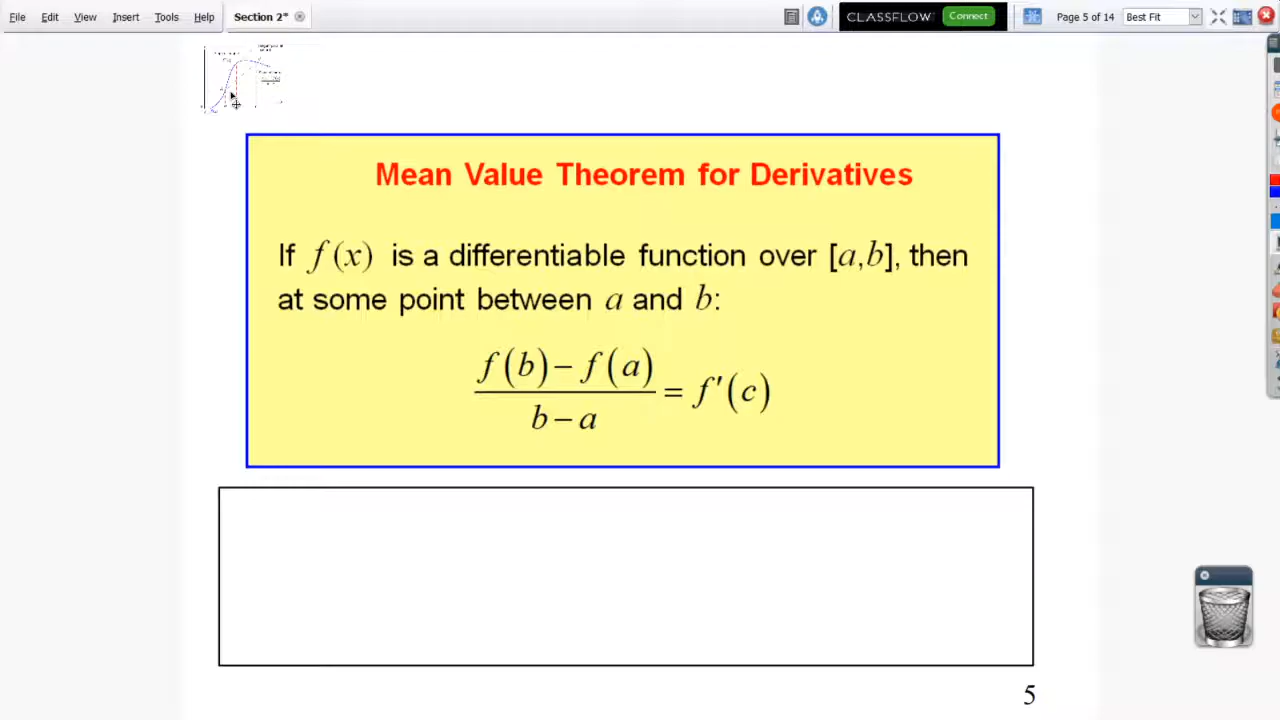 File Edit View Insert Tools Help Section 2* CLASSFLOW Connect Page 5 of 14 Best Fit
Mean Value Theorem for Derivatives
If f(x) is a differentiable function over [a,b], then
at some point between a and b:
f(b) − f(a)
= f′(c)
b − a
5